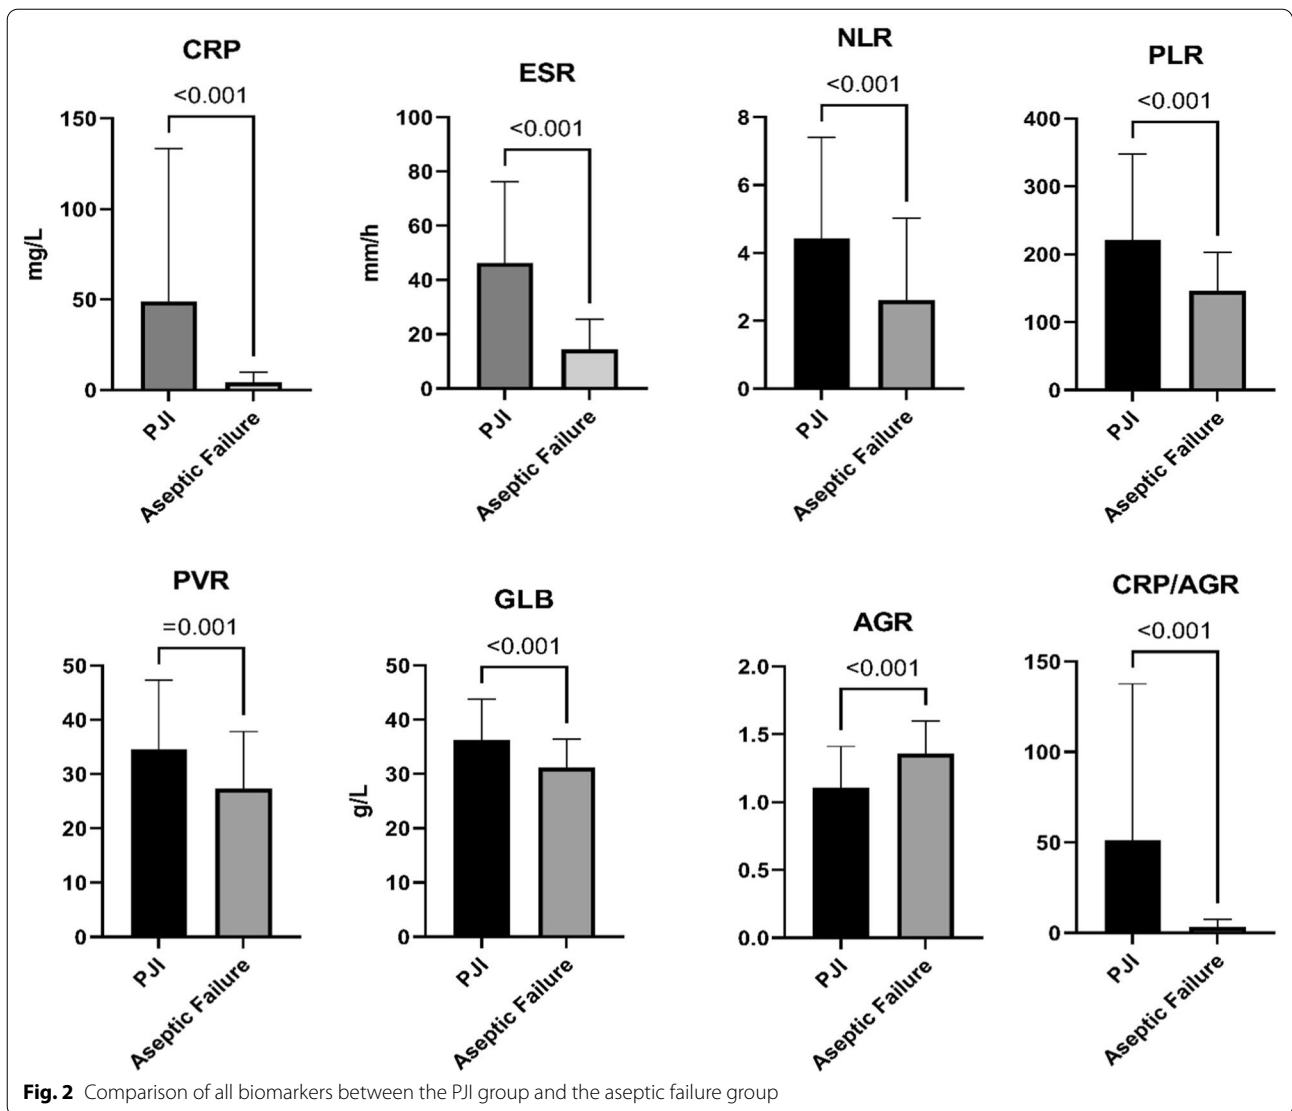 CRP
<0.001
mg/L
150
100
50
0
PJI
Aseptic Failure
ESR
<0.001
mm/h
100
80
60
40
20
0
PJI
Aseptic Failure
NLR
<0.001
8
6
4
2
0
PJI
Aseptic Failure
PLR
<0.001
400
300
200
100
0
PJI
Aseptic Failure
PVR
=0.001
50
40
30
20
10
0
PJI
Aseptic Failure
GLB
<0.001
g/L
50
40
30
20
10
0
PJI
Aseptic Failure
AGR
<0.001
2.0
1.5
1.0
0.5
0.0
PJI
Aseptic Failure
CRP/AGR
<0.001
150
100
50
0
PJI
Aseptic Failure
Fig. 2 Comparison of all biomarkers between the PJI group and the aseptic failure group